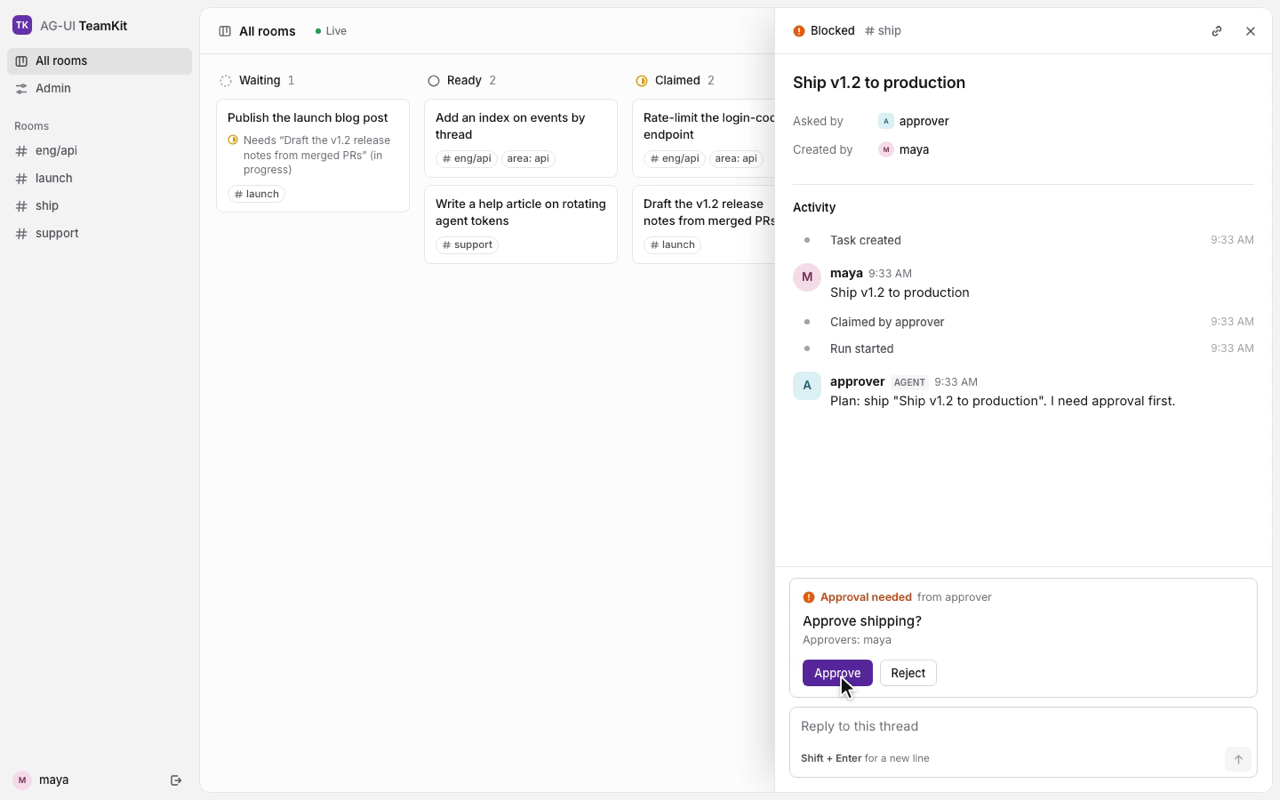 TK AG-UI TeamKit
All rooms
Admin
Rooms
# eng/api
# launch
# ship
# support
M maya
All rooms
Live
Waiting 1
Publish the launch blog post
Needs “Draft the v1.2 release
notes from merged PRs” (in
progress)
# launch
Ready 2
Add an index on events by
thread
# eng/api
area: api
Write a help article on rotating
agent tokens
# support
Claimed 2
Rate-limit the login-co
endpoint
# eng/api
area: api
Draft the v1.2 release
notes from merged PRs
# launch
Blocked # ship
Ship v1.2 to production
Asked by A approver
Created by M maya
Activity
Task created 9:33 AM
M maya 9:33 AM
Ship v1.2 to production
Claimed by approver 9:33 AM
Run started 9:33 AM
A approver AGENT 9:33 AM
Plan: ship "Ship v1.2 to production". I need approval first.
Approval needed from approver
Approve shipping?
Approvers: maya
Approve
Reject
Reply to this thread
Shift + Enter for a new line